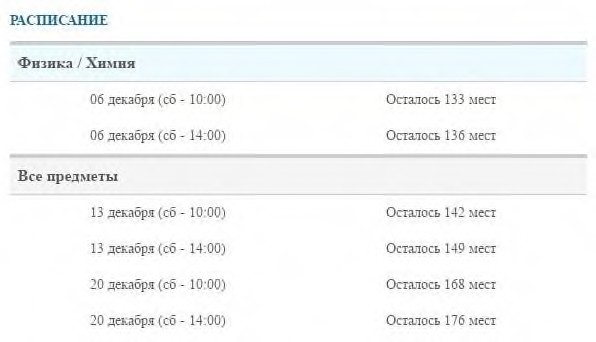 РАСПИСАНИЕ
Физика / Химия
06 декабря (сб - 10:00) Осталось 133 мест
06 декабря (сб - 14:00) Осталось 136 мест
Все предметы
13 декабря (сб - 10:00) Осталось 142 мест
13 декабря (сб - 14:00) Осталось 149 мест
20 декабря (сб - 10:00) Осталось 168 мест
20 декабря (сб - 14:00) Осталось 176 мест